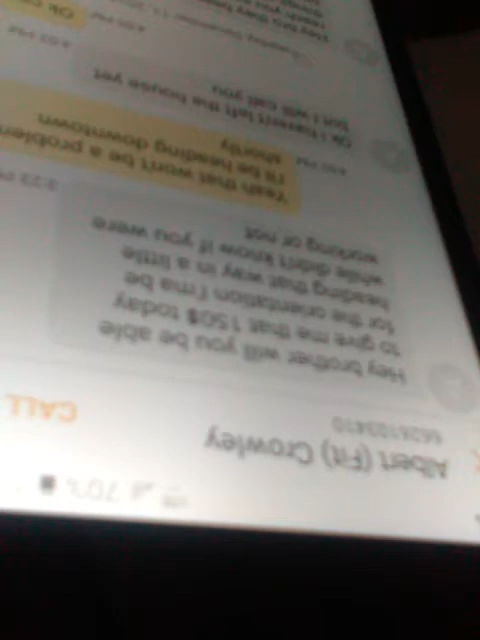 70%
Albert (Fit) Crowley
6626103410
CALL
Hey brother will you be able
to give me that 150$ today
for the orientation I'ma be
heading that way in a little
while didn't know if you were
working or not
Yeah that won't be a problem
I'll be heading downtown
shortly
Ok I haven't left the house yet
but I will call you